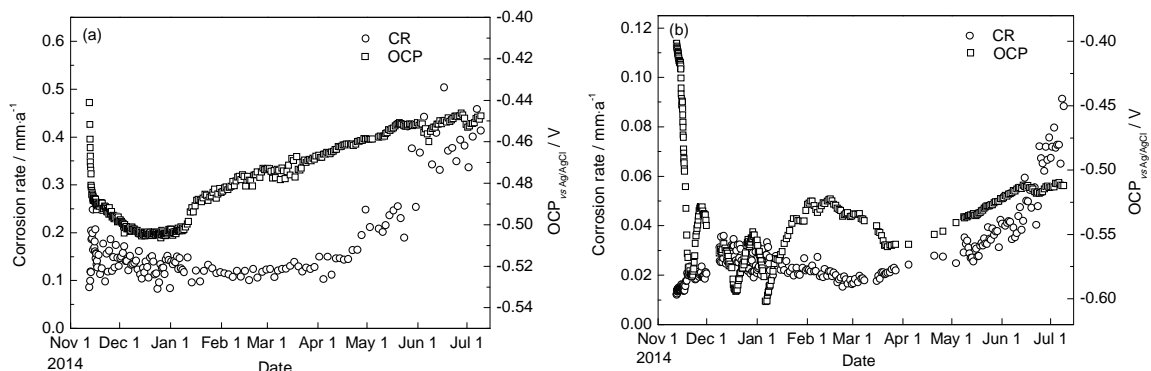 (a)
CR
OCP
0.6
0.5
0.4
0.3
0.2
0.1
0.0
Corrosion rate / mm·a⁻¹
-0.40
-0.42
-0.44
-0.46
-0.48
-0.50
-0.52
-0.54
OCP vs Ag/AgCl / V
Nov 1 Dec 1 Jan 1 Feb 1 Mar 1 Apr 1 May 1 Jun 1 Jul 1
2014
Date
(b)
CR
OCP
0.12
0.10
0.08
0.06
0.04
0.02
0.00
Corrosion rate / mm·a⁻¹
-0.40
-0.45
-0.50
-0.55
-0.60
OCP vs Ag/AgCl / V
Nov 1 Dec 1 Jan 1 Feb 1 Mar 1 Apr 1 May 1 Jun 1 Jul 1
2014
Date